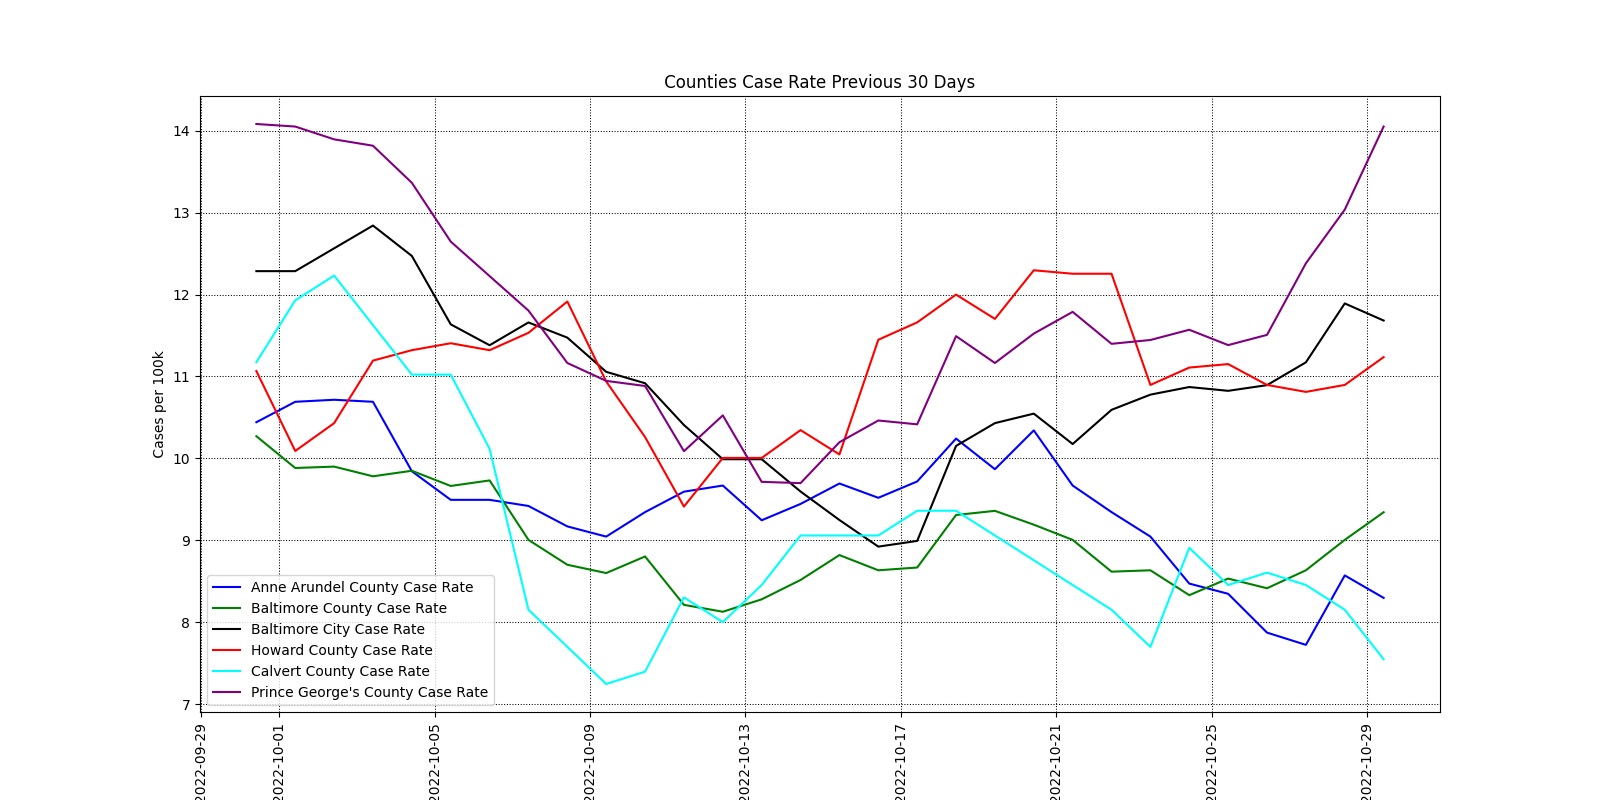 Counties Case Rate Previous 30 Days
Cases per 100k
14
13
12
11
10
9
8
7
Anne Arundel County Case Rate
Baltimore County Case Rate
Baltimore City Case Rate
Howard County Case Rate
Calvert County Case Rate
Prince George's County Case Rate
2022-09-29
2022-10-01
2022-10-05
2022-10-09
2022-10-13
2022-10-17
2022-10-21
2022-10-25
2022-10-29